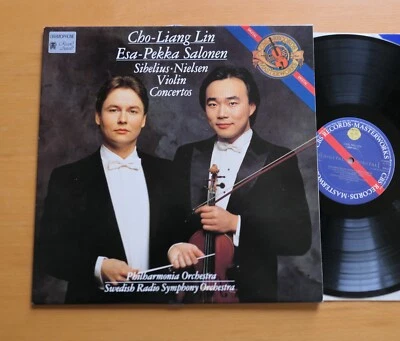 Cho-Liang Lin
Esa-Pekka Salonen
Sibelius·Nielsen
Violin
Concertos
Philharmonia Orchestra
Swedish Radio Symphony Orchestra
CBS RECORDS·MASTERWORKS